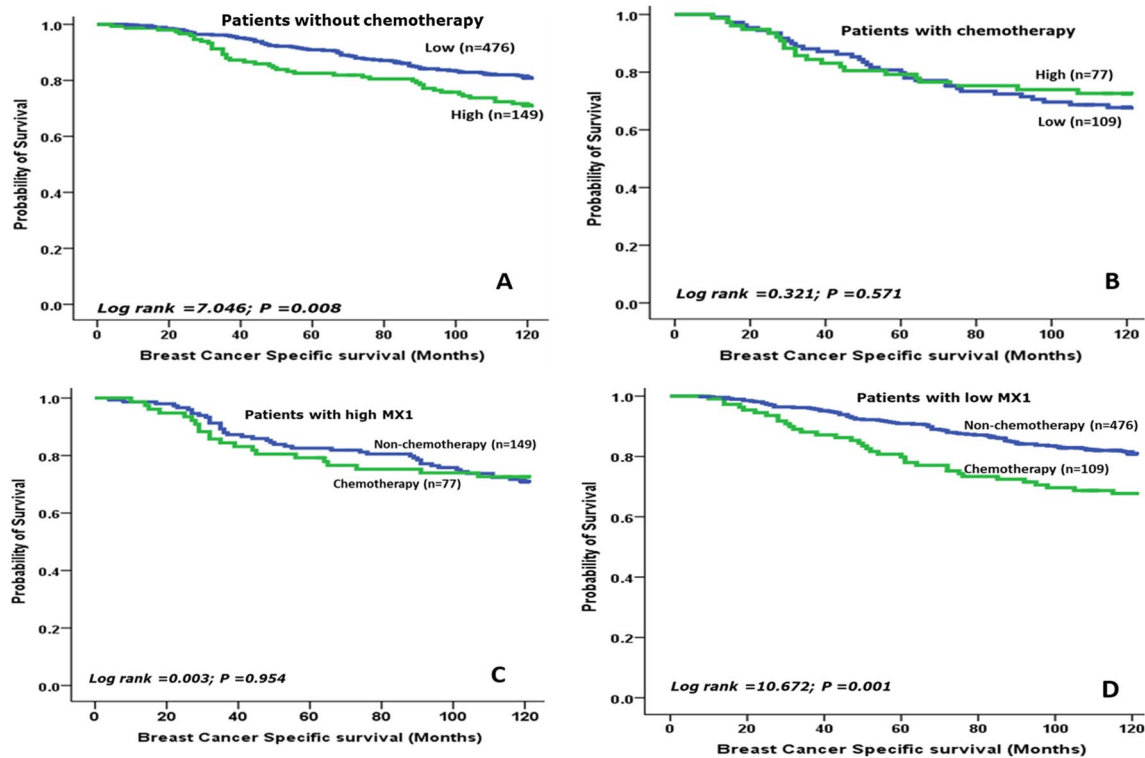 Patients without chemotherapy
1.0
Low (n=476)
0.8
High (n=149)
0.6
0.4
0.2
0.0
A
Log rank =7.046; P =0.008
Probability of Survival
0 20 40 60 80 100 120
Breast Cancer Specific survival (Months)
Patients with chemotherapy
1.0
0.8
High (n=77)
Low (n=109)
0.6
0.4
0.2
0.0
B
Log rank =0.321; P =0.571
Probability of Survival
0 20 40 60 80 100 120
Breast Cancer Specific survival (Months)
Patients with high MX1
1.0
Non-chemotherapy (n=149)
0.8
Chemotherapy (n=77)
0.6
0.4
0.2
0.0
C
Log rank =0.003; P =0.954
Probability of Survival
0 20 40 60 80 100 120
Breast Cancer Specific survival (Months)
Patients with low MX1
1.0
Non-chemotherapy (n=476)
0.8
Chemotherapy (n=109)
0.6
0.4
0.2
0.0
D
Log rank =10.672; P =0.001
Probability of Survival
0 20 40 60 80 100 120
Breast Cancer Specific survival (Months)